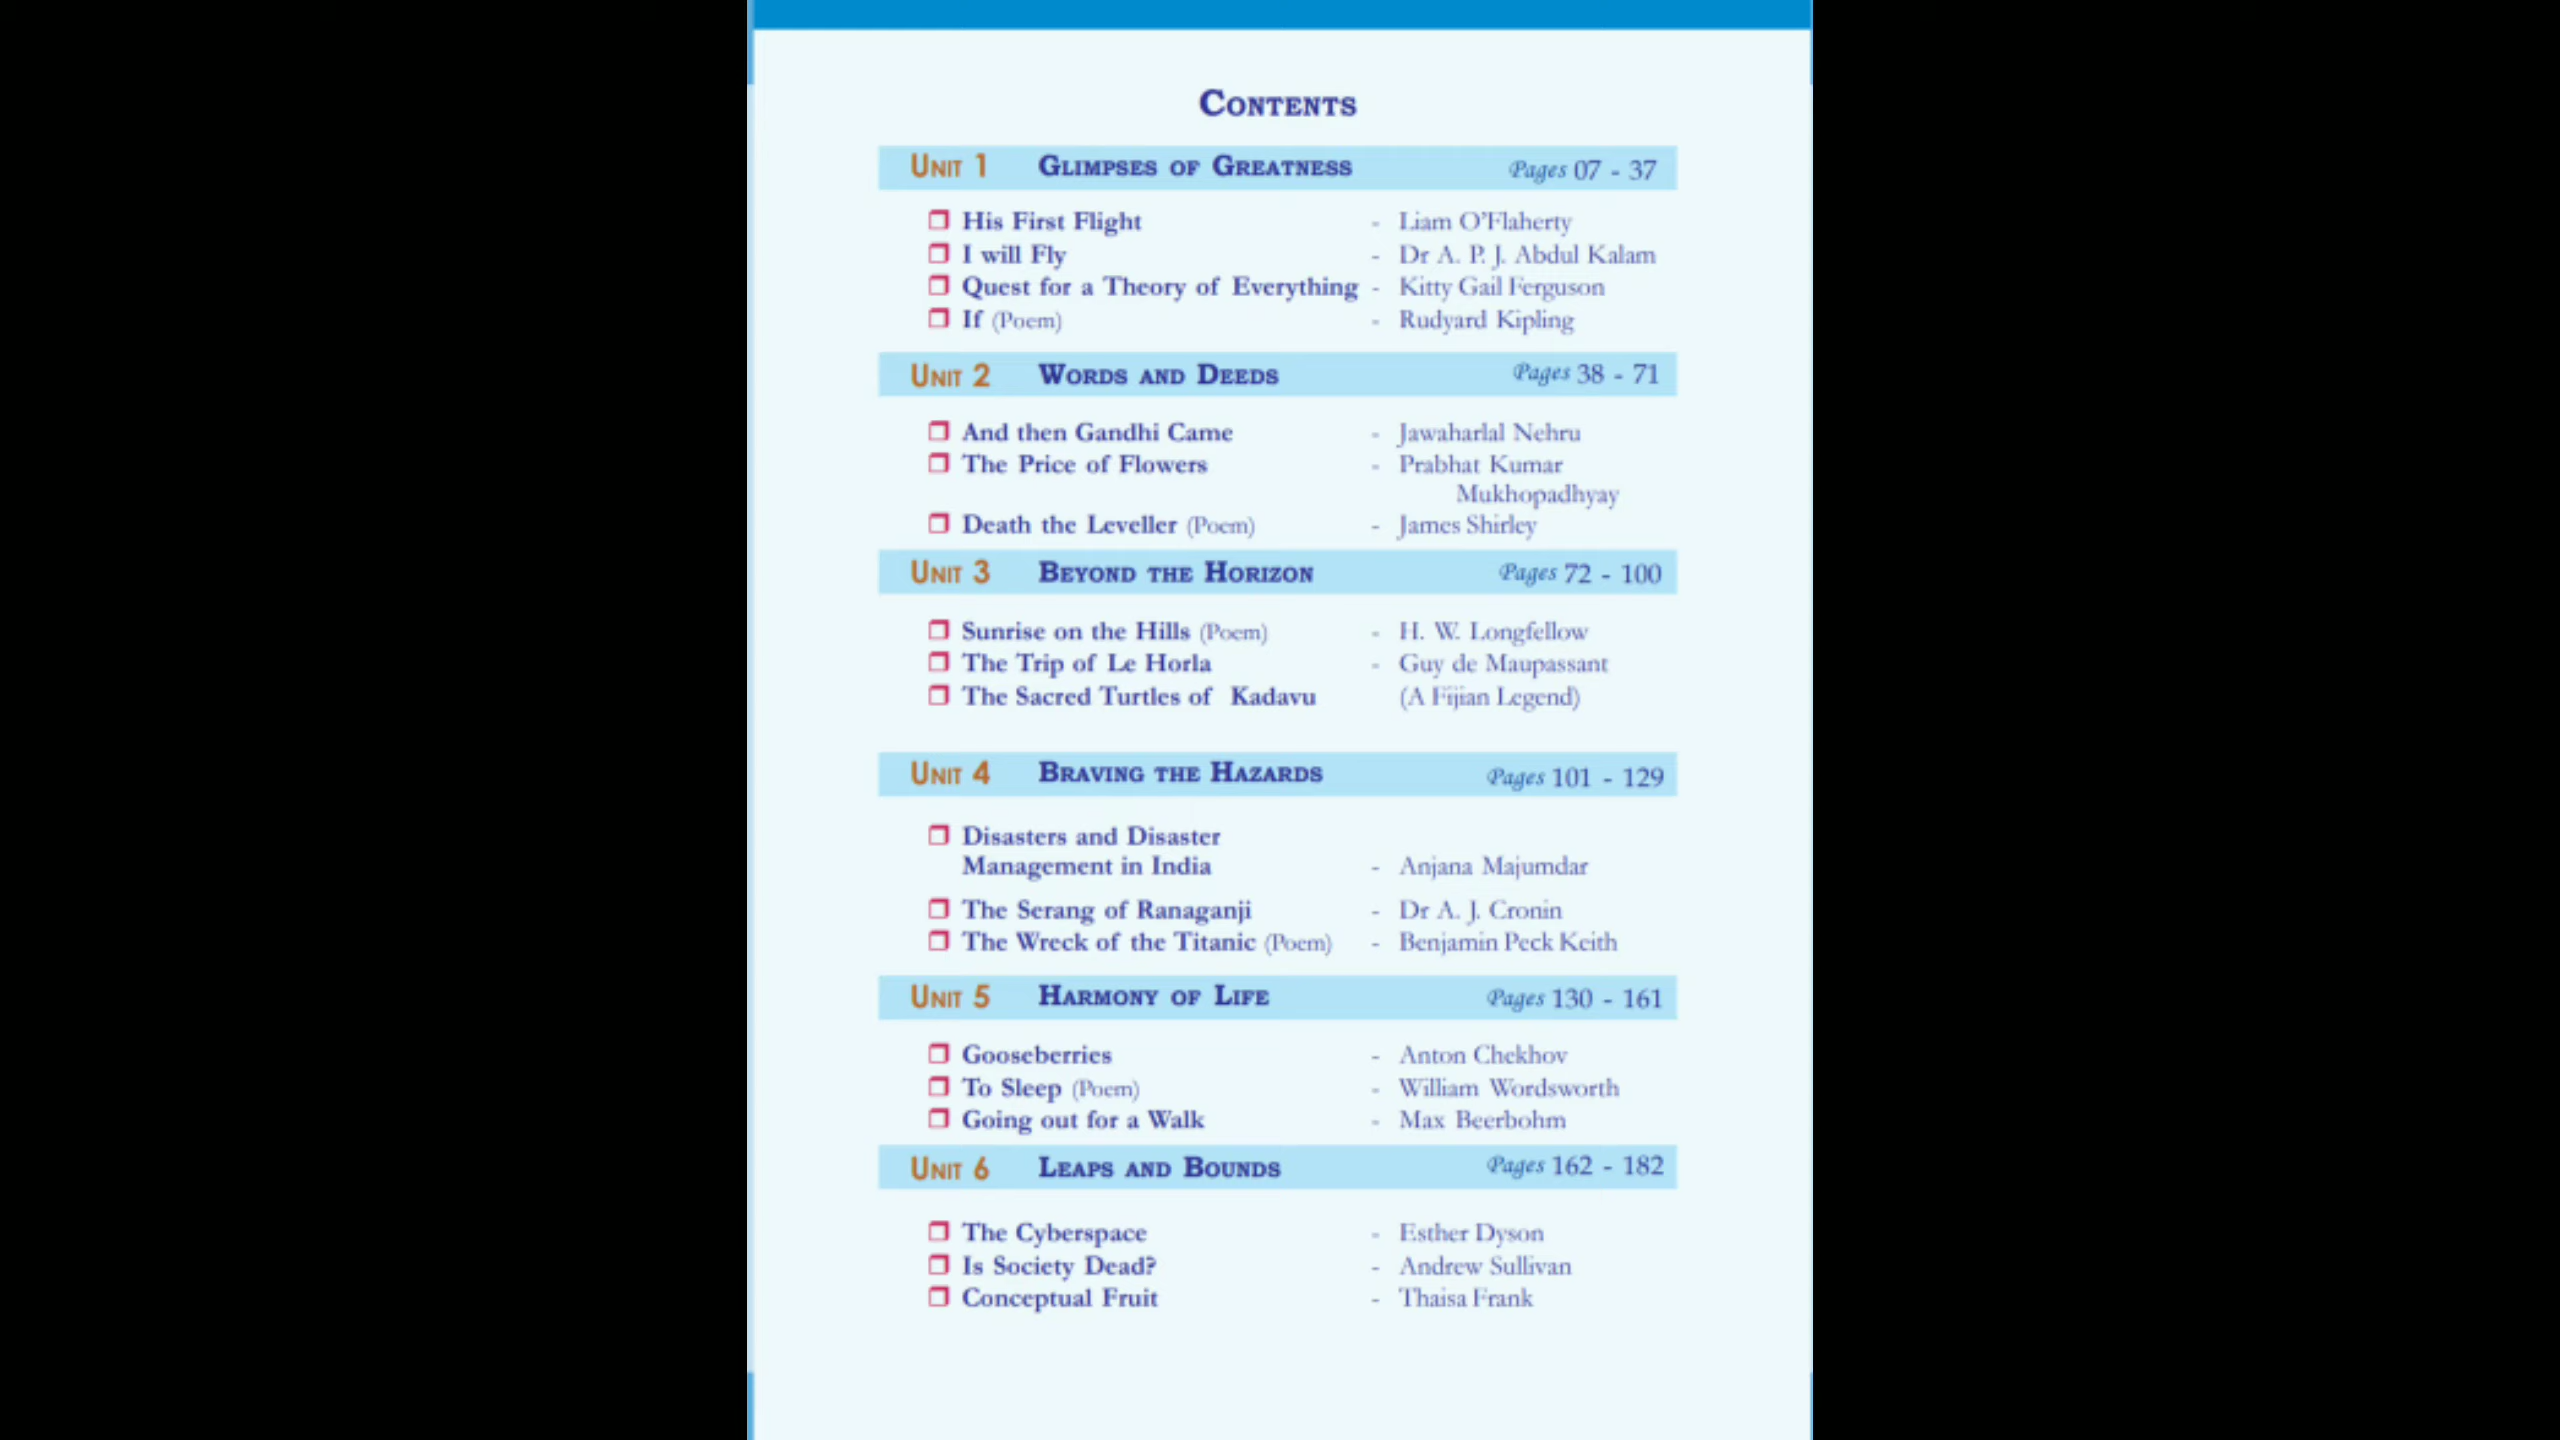 CONTENTS
UNIT 1 GLIMPSES OF GREATNESS Pages 07 - 37
His First Flight - Liam O'Flaherty
I will Fly - Dr A. P. J. Abdul Kalam
Quest for a Theory of Everything - Kitty Gail Ferguson
If (Poem) - Rudyard Kipling
UNIT 2 WORDS AND DEEDS Pages 38 - 71
And then Gandhi Came - Jawaharlal Nehru
The Price of Flowers - Prabhat Kumar
Mukhopadhyay
Death the Leveller (Poem) - James Shirley
UNIT 3 BEYOND THE HORIZON Pages 72 - 100
Sunrise on the Hills (Poem) - H. W. Longfellow
The Trip of Le Horla - Guy de Maupassant
The Sacred Turtles of Kadavu (A Fijian Legend)
UNIT 4 BRAVING THE HAZARDS Pages 101 - 129
Disasters and Disaster
Management in India - Anjana Majumdar
The Serang of Ranaganji - Dr A. J. Cronin
The Wreck of the Titanic (Poem) - Benjamin Peck Keith
UNIT 5 HARMONY OF LIFE Pages 130 - 161
Gooseberries - Anton Chekhov
To Sleep (Poem) - William Wordsworth
Going out for a Walk - Max Beerbohm
UNIT 6 LEAPS AND BOUNDS Pages 162 - 182
The Cyberspace - Esther Dyson
Is Society Dead? - Andrew Sullivan
Conceptual Fruit - Thaisa Frank